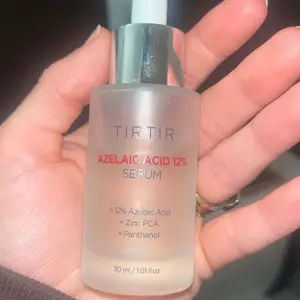 TIRTIR
AZELAIC ACID 12%
SERUM
+ 12% Azelaic Acid
+ Zinc PCA
+ Panthenol
30 ml / 1.01 fl.oz.